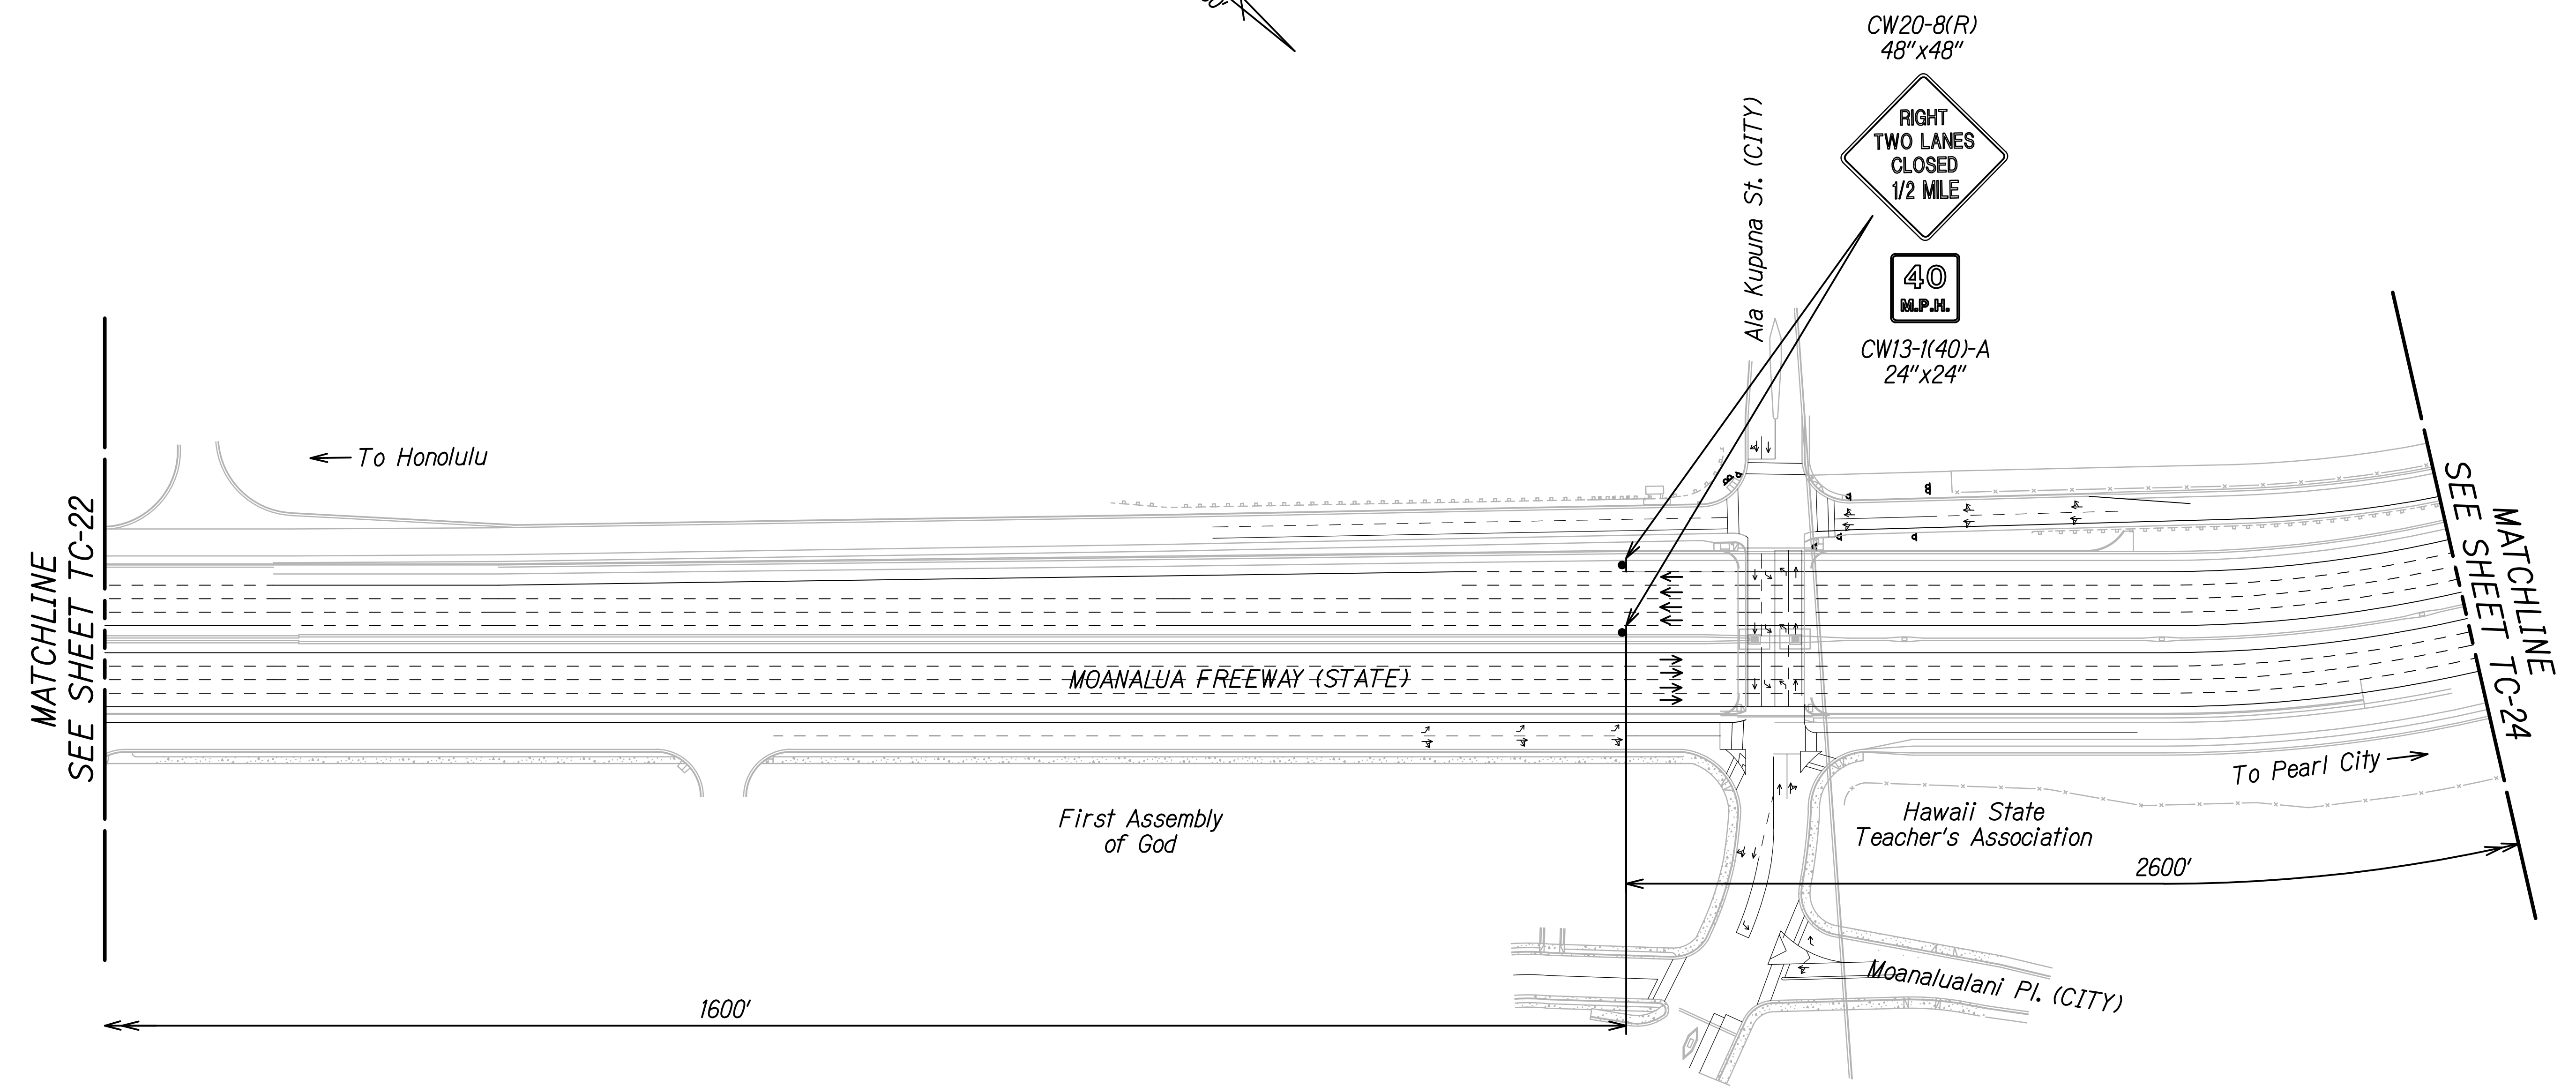 CW20-8(R)
48"x48"
RIGHT
TWO LANES
CLOSED
1/2 MILE
40
M.P.H.
CW13-1(40)-A
24"x24"
Ala Kupuna St. (CITY)
To Honolulu
MATCHLINE
SEE SHEET TC-22
MATCHLINE
SEE SHEET TC-24
MOANALUA FREEWAY (STATE)
To Pearl City
First Assembly
of God
Hawaii State
Teacher's Association
2600'
Moanalualani Pl. (CITY)
1600'